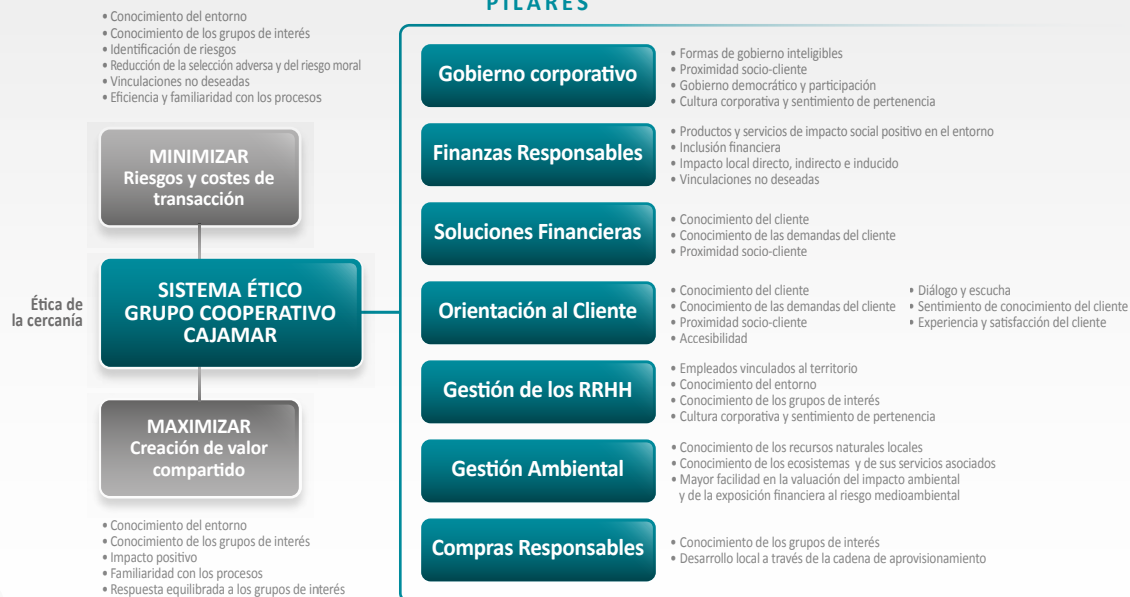 PILARES
• Conocimiento del entorno
• Conocimiento de los grupos de interés
• Identificación de riesgos
• Reducción de la selección adversa y del riesgo moral
• Vinculaciones no deseadas
• Eficiencia y familiaridad con los procesos
MINIMIZAR
Riesgos y costes de
transacción
Ética de
la cercanía
SISTEMA ÉTICO
GRUPO COOPERATIVO
CAJAMAR
MAXIMIZAR
Creación de valor
compartido
• Conocimiento del entorno
• Conocimiento de los grupos de interés
• Impacto positivo
• Familiaridad con los procesos
• Respuesta equilibrada a los grupos de interés
Gobierno corporativo
• Formas de gobierno inteligibles
• Proximidad socio-cliente
• Gobierno democrático y participación
• Cultura corporativa y sentimiento de pertenencia
Finanzas Responsables
• Productos y servicios de impacto social positivo en el entorno
• Inclusión financiera
• Impacto local directo, indirecto e inducido
• Vinculaciones no deseadas
Soluciones Financieras
• Conocimiento del cliente
• Conocimiento de las demandas del cliente
• Proximidad socio-cliente
Orientación al Cliente
• Conocimiento del cliente
• Conocimiento de las demandas del cliente
• Proximidad socio-cliente
• Accesibilidad
• Diálogo y escucha
• Sentimiento de conocimiento del cliente
• Experiencia y satisfacción del cliente
Gestión de los RRHH
• Empleados vinculados al territorio
• Conocimiento del entorno
• Conocimiento de los grupos de interés
• Cultura corporativa y sentimiento de pertenencia
Gestión Ambiental
• Conocimiento de los recursos naturales locales
• Conocimiento de los ecosistemas y de sus servicios asociados
• Mayor facilidad en la valuación del impacto ambiental
y de la exposición financiera al riesgo medioambiental
Compras Responsables
• Conocimiento de los grupos de interés
• Desarrollo local a través de la cadena de aprovisionamiento